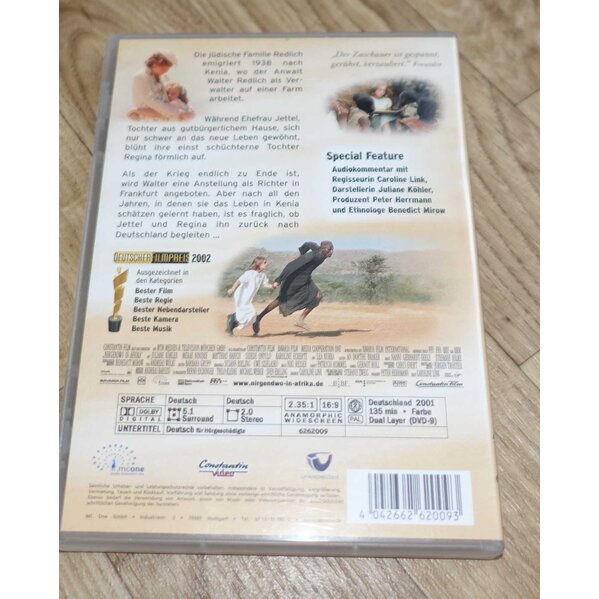 Die jüdische Familie Redlich
emigriert 1938 nach
Kenia, wo der Anwalt
Walter Redlich als Ver-
walter auf einer Farm
arbeitet.
Während Ehefrau Jettel,
Tochter aus gutbürgerlichem Hause, sich
nur schwer an das neue Leben gewöhnt,
blüht ihre einst schüchterne Tochter
Regina förmlich auf.
Als der Krieg endlich zu Ende ist,
wird Walter eine Anstellung als Richter in
Frankfurt angeboten. Aber nach all den
Jahren, in denen sie das Leben in Kenia
schätzen gelernt haben, ist es fraglich, ob
Jettel und Regina ihn zurück nach
Deutschland begleiten ...
„Der Zuschauer ist gespannt,
gerührt, verzaubert."
Special Feature
Audiokommentar mit
Regisseurin Caroline Link,
Darstellerin Juliane Köhler,
Produzent Peter Herrmann
und Ethnologe Benedict Mirow
DEUTSCHER FILMPREIS 2002
Ausgezeichnet in
den Kategorien
Bester Film
Beste Regie
Bester Nebendarsteller
Beste Kamera
Beste Musik
www.nirgendwo-in-afrika.de
Constantin Film
SPRACHE Deutsch Deutsch
DOLBY DIGITAL 5.1 Surround 2.0 Stereo
UNTERTITEL Deutsch für Hörgeschädigte
2.35:1 16:9
ANAMORPHIC WIDESCREEN
6262009
Deutschland 2001
135 min • Farbe
PAL Dual Layer (DVD-9)
mcone
Constantin
video
4 042662 620093